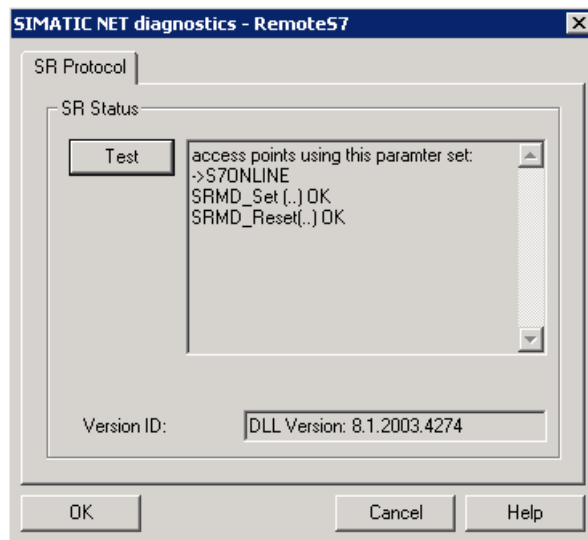 SIMATIC NET diagnostics - RemoteS7
SR Protocol
SR Status
Test
access points using this paramter set:
->S7ONLINE
SRMD_Set (..) OK
SRMD_Reset(..) OK
Version ID:
DLL Version: 8.1.2003.4274
OK
Cancel
Help